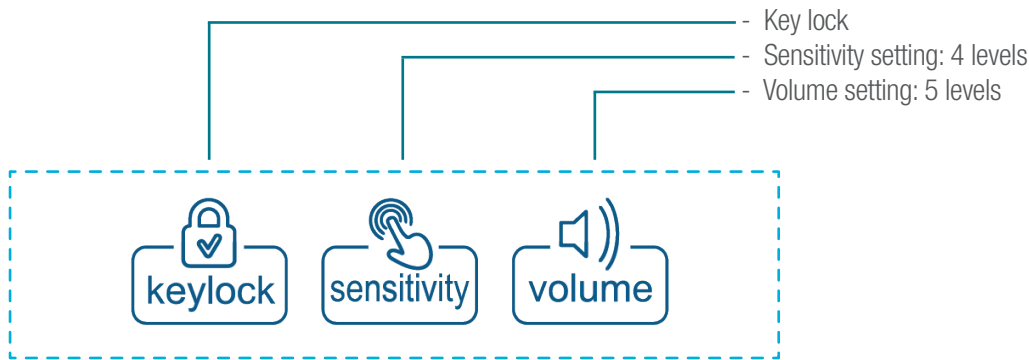 - Key lock
- Sensitivity setting: 4 levels
- Volume setting: 5 levels
keylock
sensitivity
volume